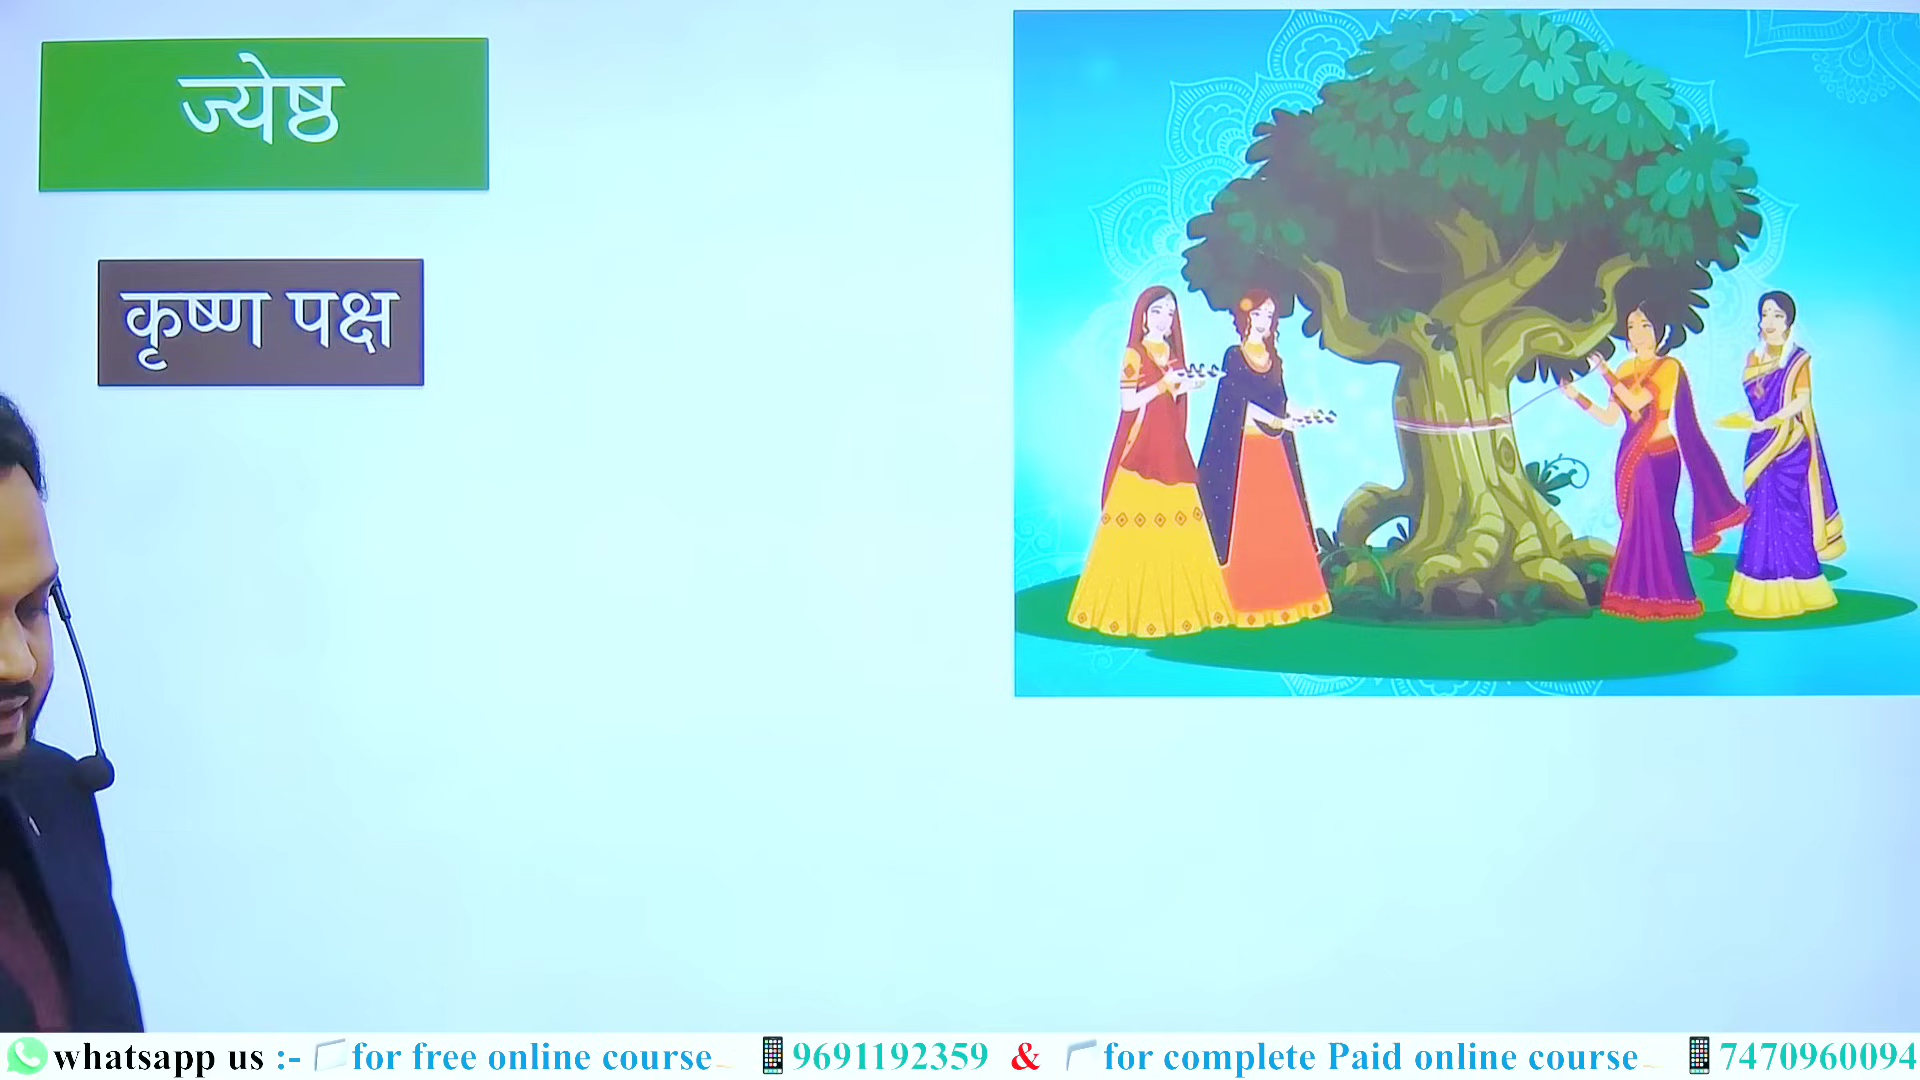 ज्येष्ठ
कृष्ण पक्ष
whatsapp us :- for free online course 9691192359 & for complete Paid online course 7470960094